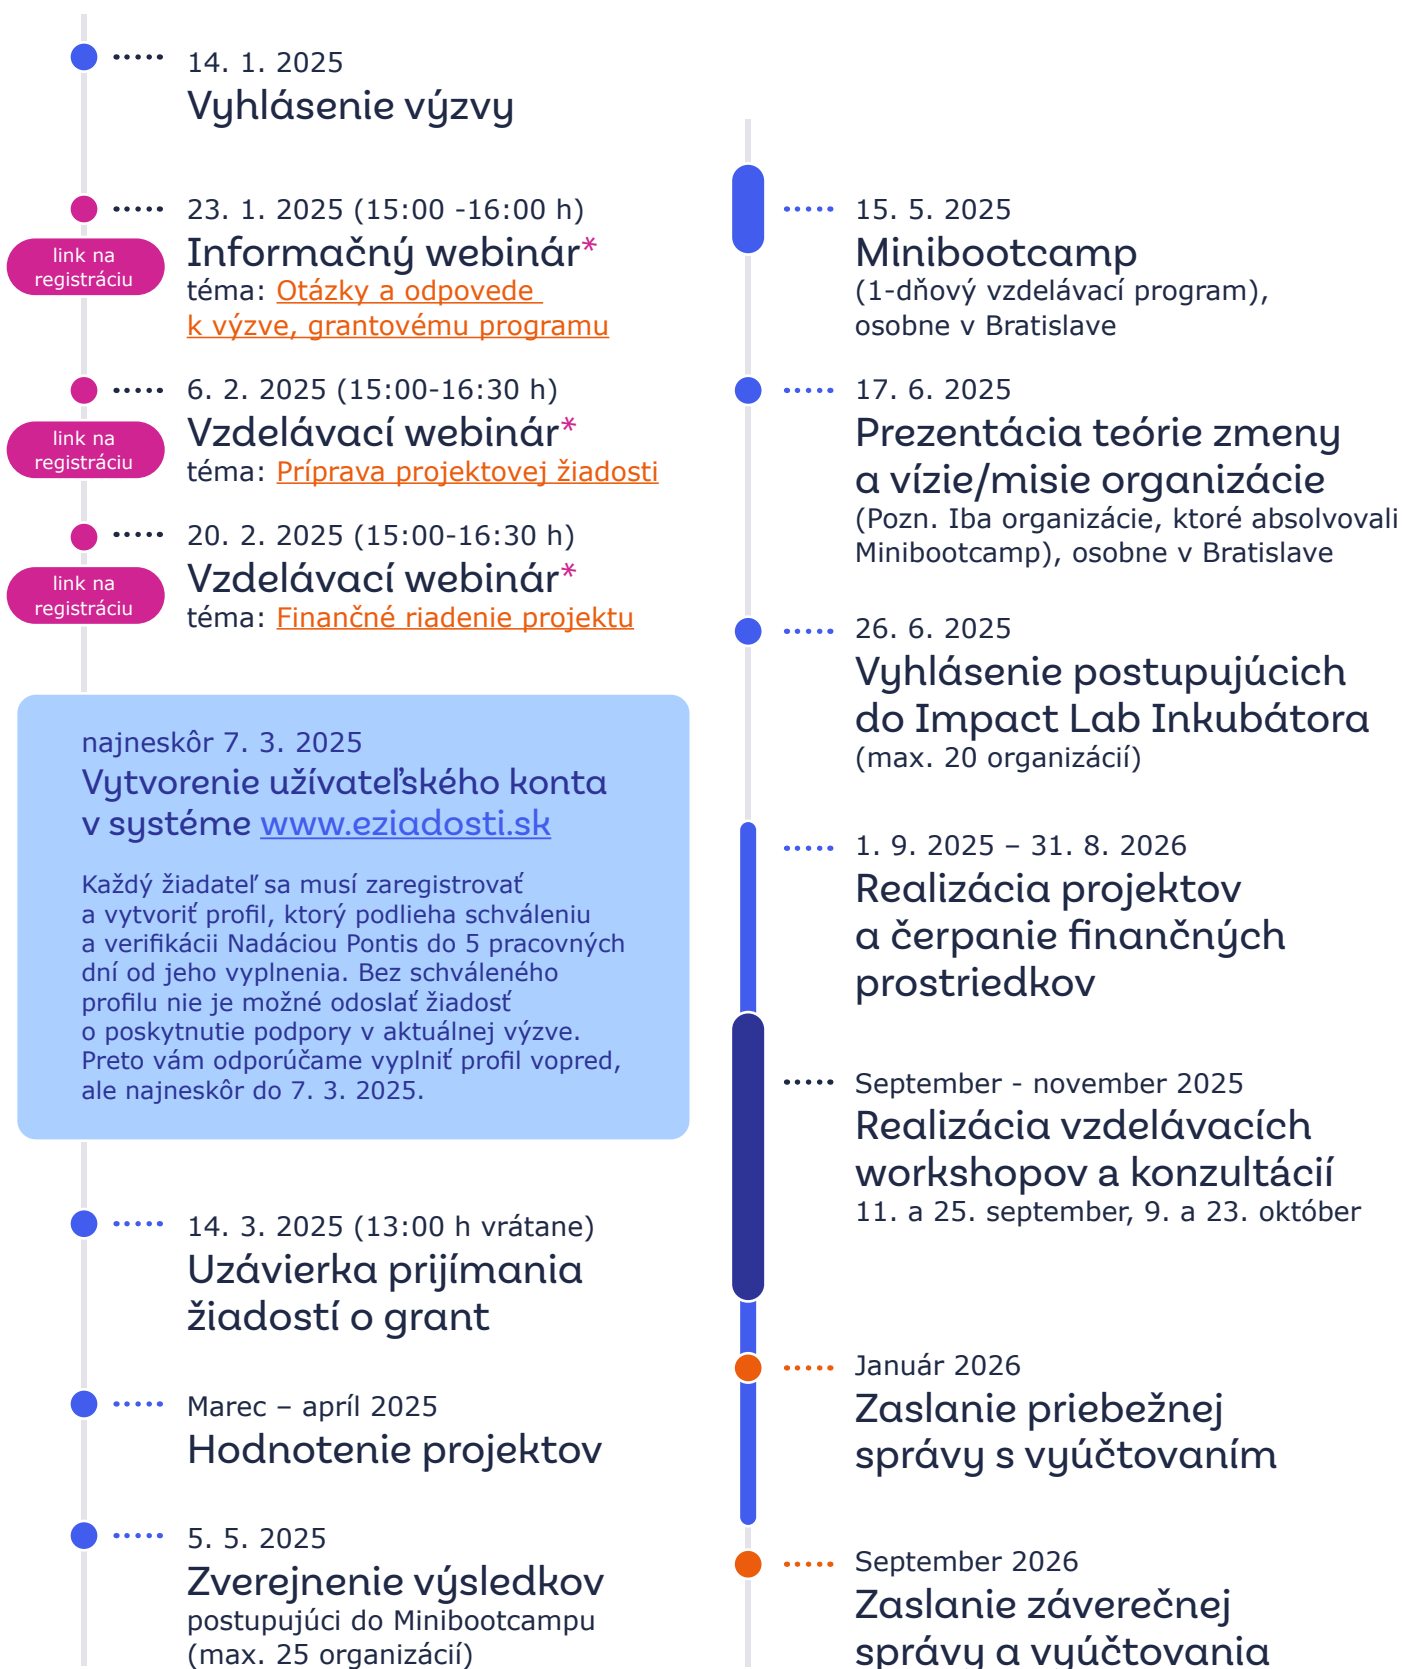 14. 1. 2025
Vyhlásenie výzvy
23. 1. 2025 (15:00 -16:00 h)
link na
registráciu
Informačný webinár*
téma: Otázky a odpovede
k výzve, grantovému programu
6. 2. 2025 (15:00-16:30 h)
link na
registráciu
Vzdelávací webinár*
téma: Príprava projektovej žiadosti
20. 2. 2025 (15:00-16:30 h)
link na
registráciu
Vzdelávací webinár*
téma: Finančné riadenie projektu
najneskôr 7. 3. 2025
Vytvorenie užívateľského konta
v systéme www.eziadosti.sk
Každý žiadateľ sa musí zaregistrovať
a vytvoriť profil, ktorý podlieha schváleniu
a verifikácii Nadáciou Pontis do 5 pracovných
dní od jeho vyplnenia. Bez schváleného
profilu nie je možné odoslať žiadosť
o poskytnutie podpory v aktuálnej výzve.
Preto vám odporúčame vyplniť profil vopred,
ale najneskôr do 7. 3. 2025.
14. 3. 2025 (13:00 h vrátane)
Uzávierka prijímania
žiadostí o grant
Marec – apríl 2025
Hodnotenie projektov
5. 5. 2025
Zverejnenie výsledkov
postupujúci do Minibootcampu
(max. 25 organizácií)
15. 5. 2025
Minibootcamp
(1-dňový vzdelávací program),
osobne v Bratislave
17. 6. 2025
Prezentácia teórie zmeny
a vízie/misie organizácie
(Pozn. Iba organizácie, ktoré absolvovali
Minibootcamp), osobne v Bratislave
26. 6. 2025
Vyhlásenie postupujúcich
do Impact Lab Inkubátora
(max. 20 organizácií)
1. 9. 2025 – 31. 8. 2026
Realizácia projektov
a čerpanie finančných
prostriedkov
September - november 2025
Realizácia vzdelávacích
workshopov a konzultácií
11. a 25. september, 9. a 23. október
Január 2026
Zaslanie priebežnej
správy s vyúčtovaním
September 2026
Zaslanie záverečnej
správy a vyúčtovania